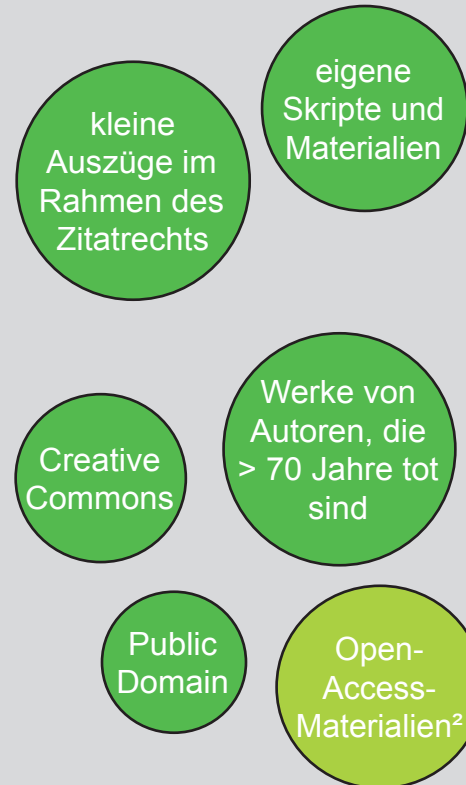 eigene
Skripte und
Materialien
kleine
Auszüge im
Rahmen des
Zitatrechts
Werke von
Autoren, die
> 70 Jahre tot
sind
Creative
Commons
Public
Domain
Open-
Access-
Materialien²